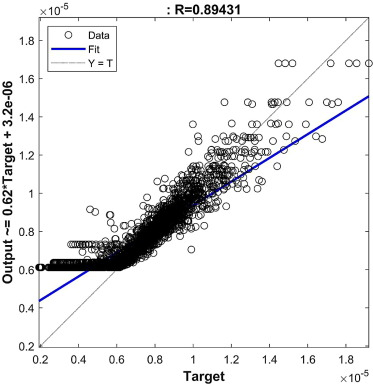 : R=0.89431
×10⁻⁵
Data
Fit
Y = T
1.8
1.6
1.4
1.2
1
0.8
0.6
0.4
0.2
Output ~= 0.62*Target + 3.2e-06
0.2 0.4 0.6 0.8 1 1.2 1.4 1.6 1.8
×10⁻⁵
Target